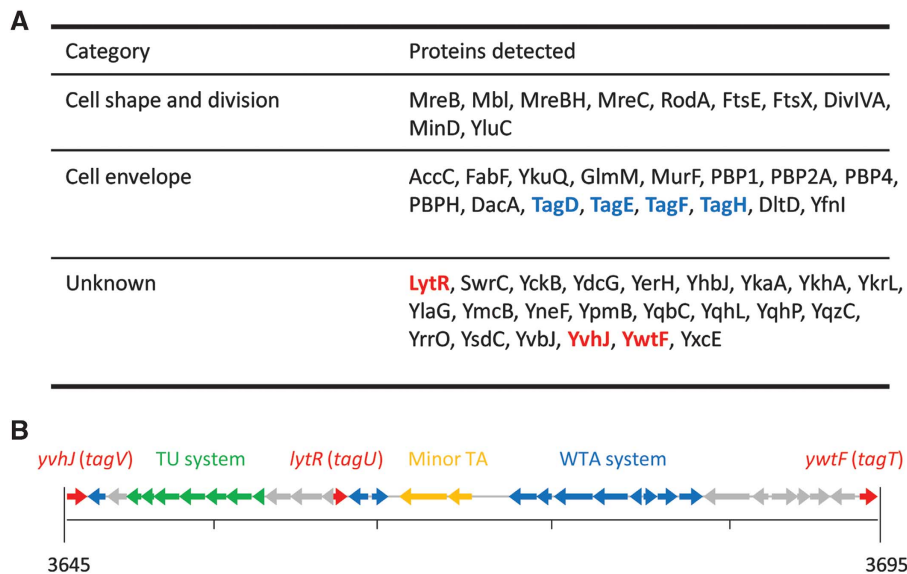 A
Category Proteins detected
Cell shape and division MreB, Mbl, MreBH, MreC, RodA, FtsE, FtsX, DivIVA,
MinD, YluC
Cell envelope AccC, FabF, YkuQ, GlmM, MurF, PBP1, PBP2A, PBP4,
PBPH, DacA, TagD, TagE, TagF, TagH, DltD, YfnI
Unknown LytR, SwrC, YckB, YdcG, YerH, YhbJ, YkaA, YkhA, YkrL,
YlaG, YmcB, YneF, YpmB, YqbC, YqhL, YqhP, YqzC,
YrrO, YsdC, YvbJ, YvhJ, YwtF, YxcE
B
yvhJ (tagV) TU system lytR (tagU) Minor TA WTA system ywtF (tagT)
3645 3695